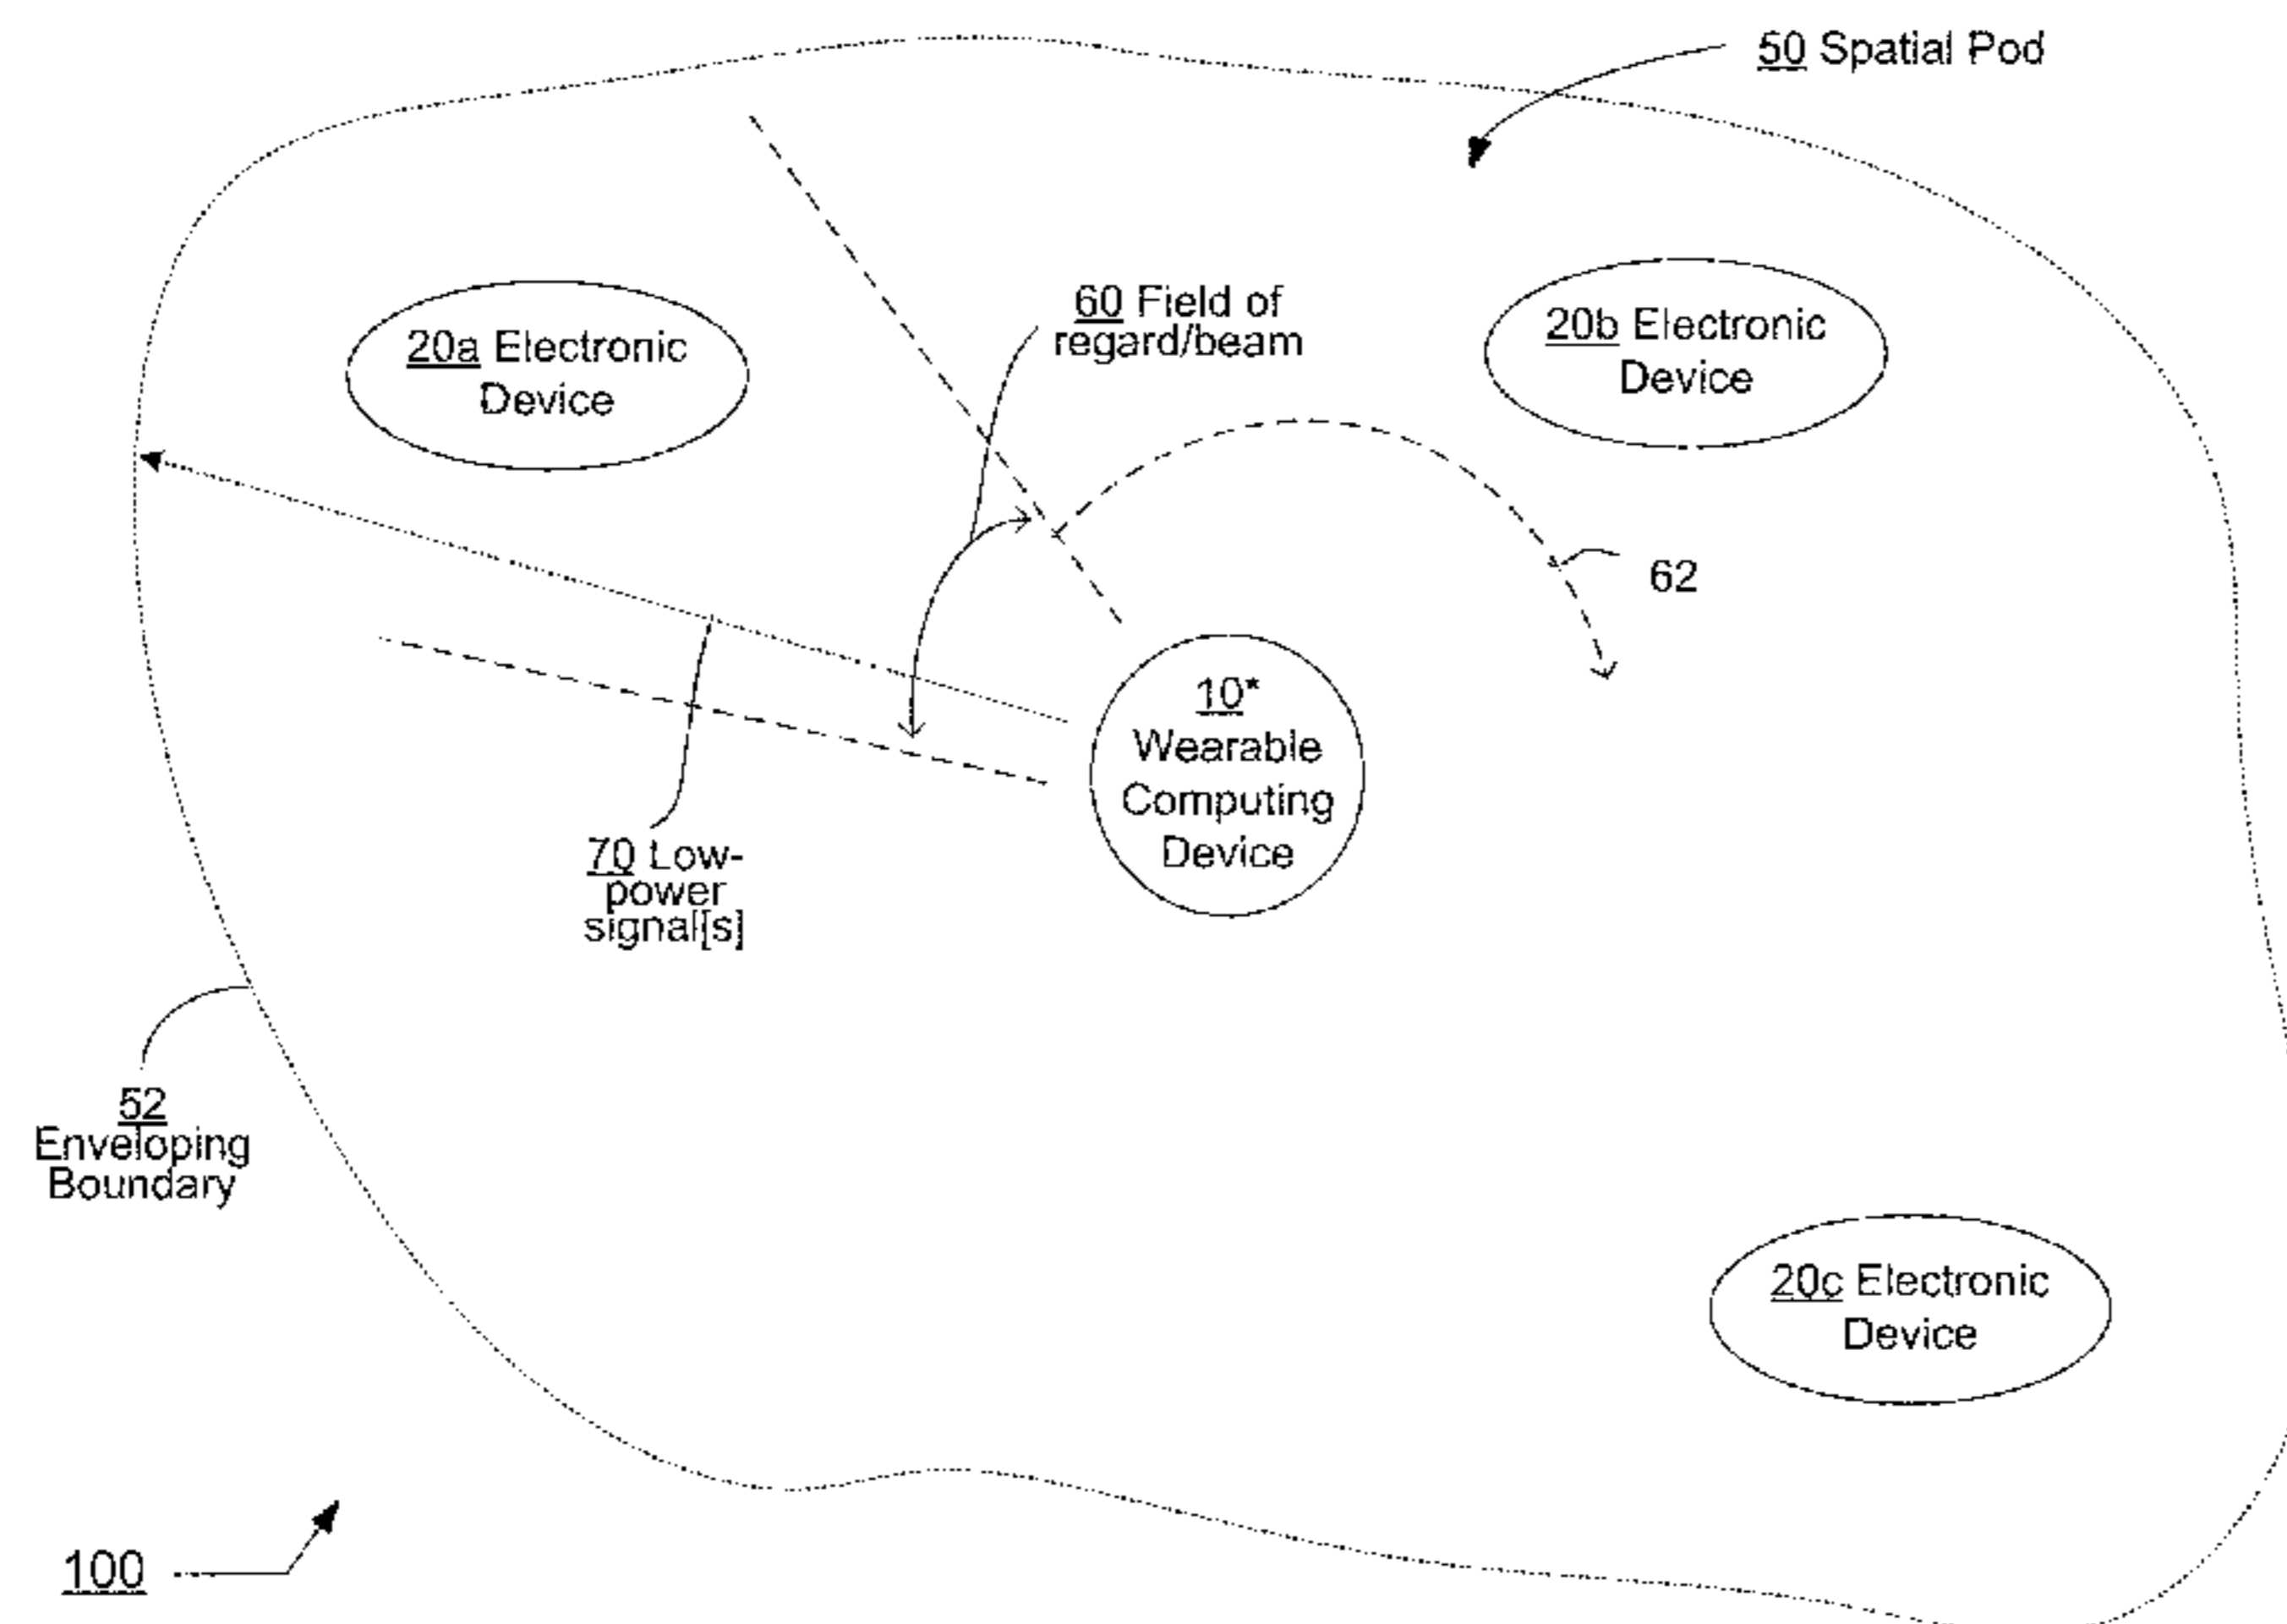 50 Spatial Pod
60 Field of
regard/beam
20b Electronic
Device
20a Electronic
Device
62
10*
Wearable
Computing
Device
70 Low-
power
signal[s]
52
Enveloping
Boundary
20c Electronic
Device
100